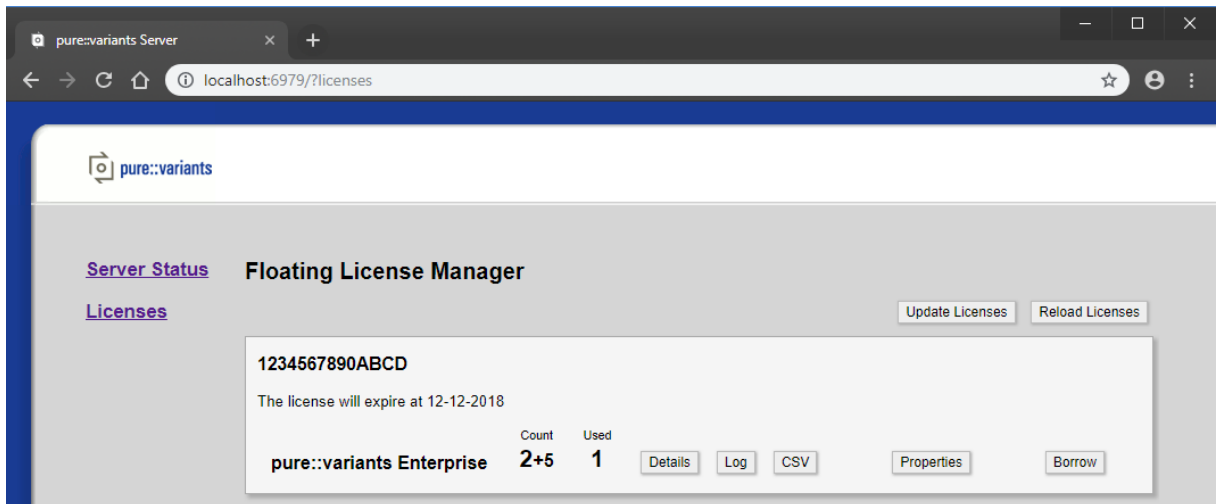 pure::variants Server
localhost:6979/?licenses
pure::variants
Server Status
Floating License Manager
Licenses
Update Licenses
Reload Licenses
1234567890ABCD
The license will expire at 12-12-2018
Count Used
pure::variants Enterprise 2+5 1 Details Log CSV Properties Borrow